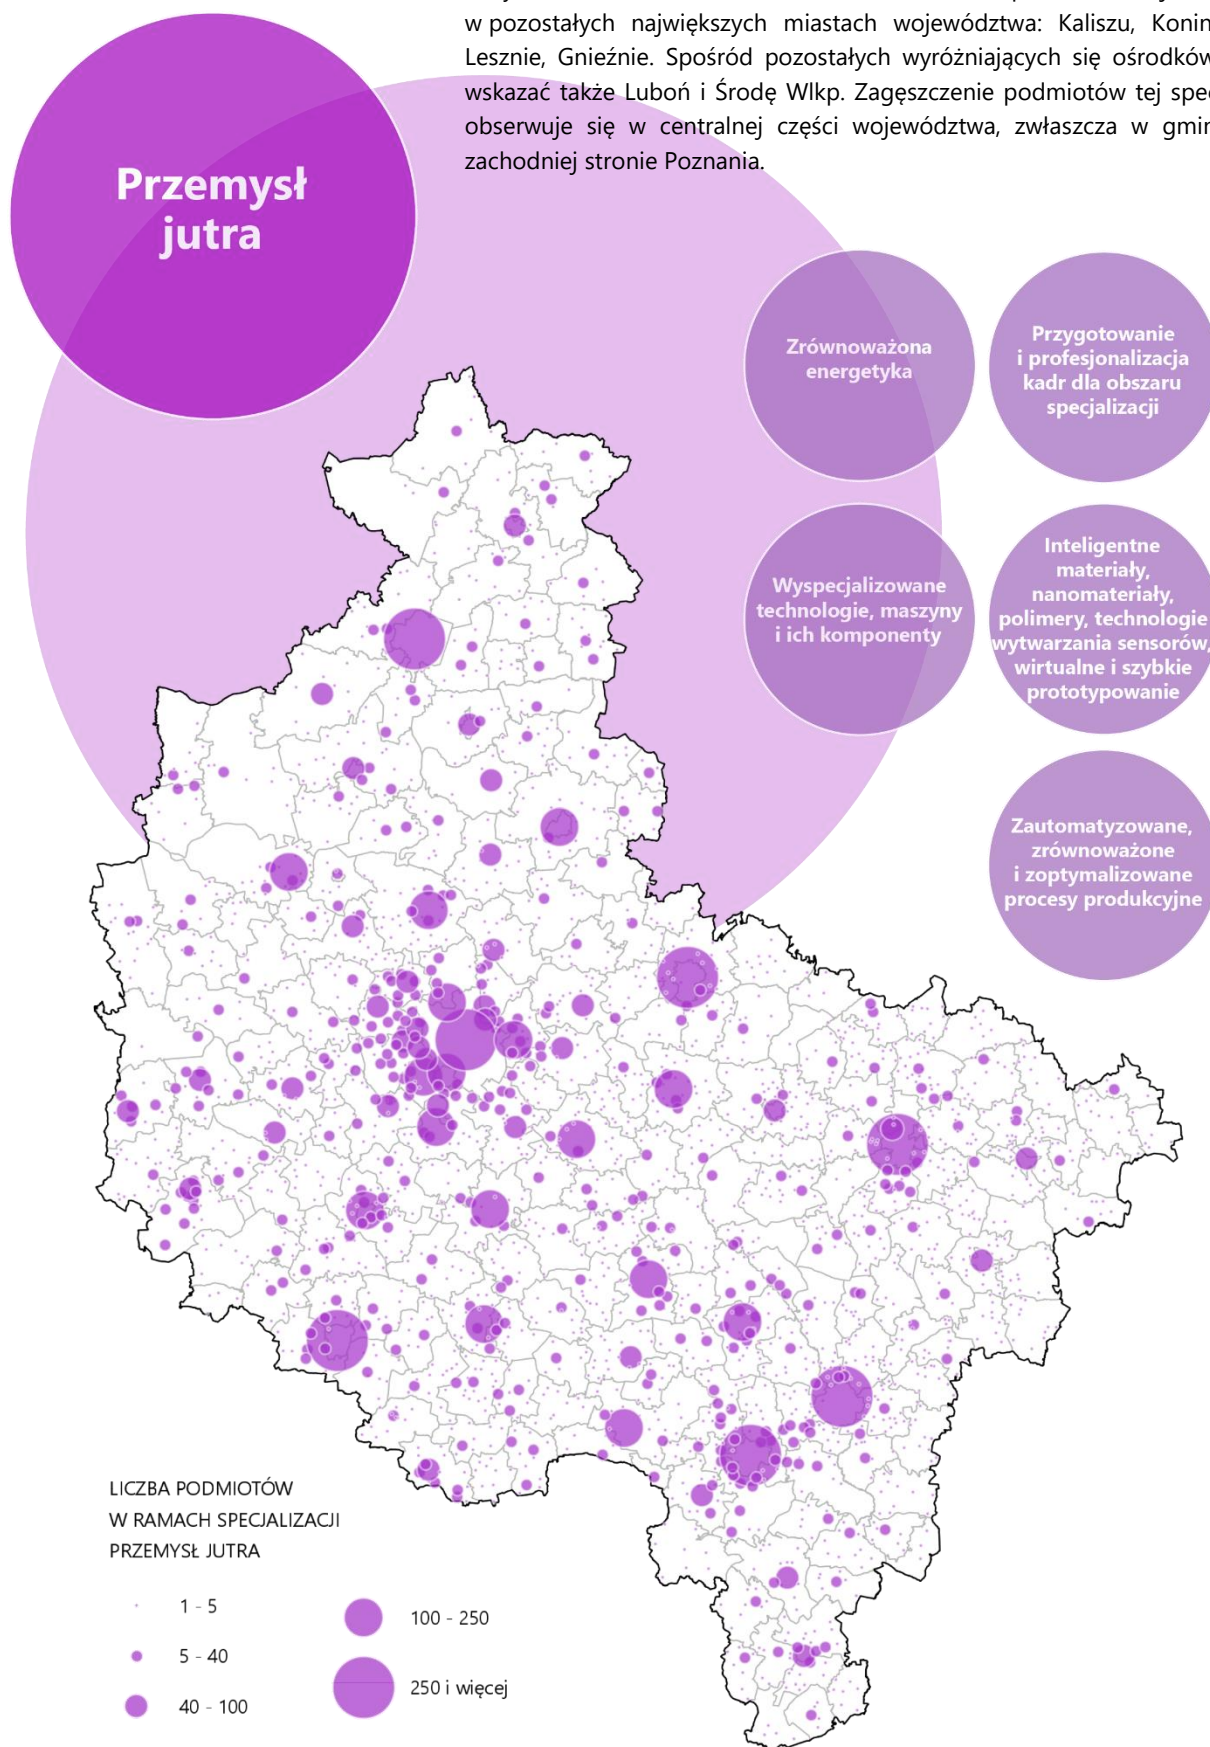 w pozostałych największych miastach województwa: Kaliszu, Konin
Lesznie, Gnieźnie. Spośród pozostałych wyróżniających się ośrodków
wskazać także Luboń i Środę Wlkp. Zagęszczenie podmiotów tej spec
obserwuje się w centralnej części województwa, zwłaszcza w gmin
zachodniej stronie Poznania.
Przemysł
jutra
Zrównoważona
energetyka
Przygotowanie
i profesjonalizacja
kadr dla obszaru
specjalizacji
Wyspecjalizowane
technologie, maszyny
i ich komponenty
Inteligentne
materiały,
nanomateriały,
polimery, technologie
wytwarzania sensorów,
wirtualne i szybkie
prototypowanie
Zautomatyzowane,
zrównoważone
i zoptymalizowane
procesy produkcyjne
LICZBA PODMIOTÓW
W RAMACH SPECJALIZACJI
PRZEMYSŁ JUTRA
1 - 5
5 - 40
40 - 100
100 - 250
250 i więcej